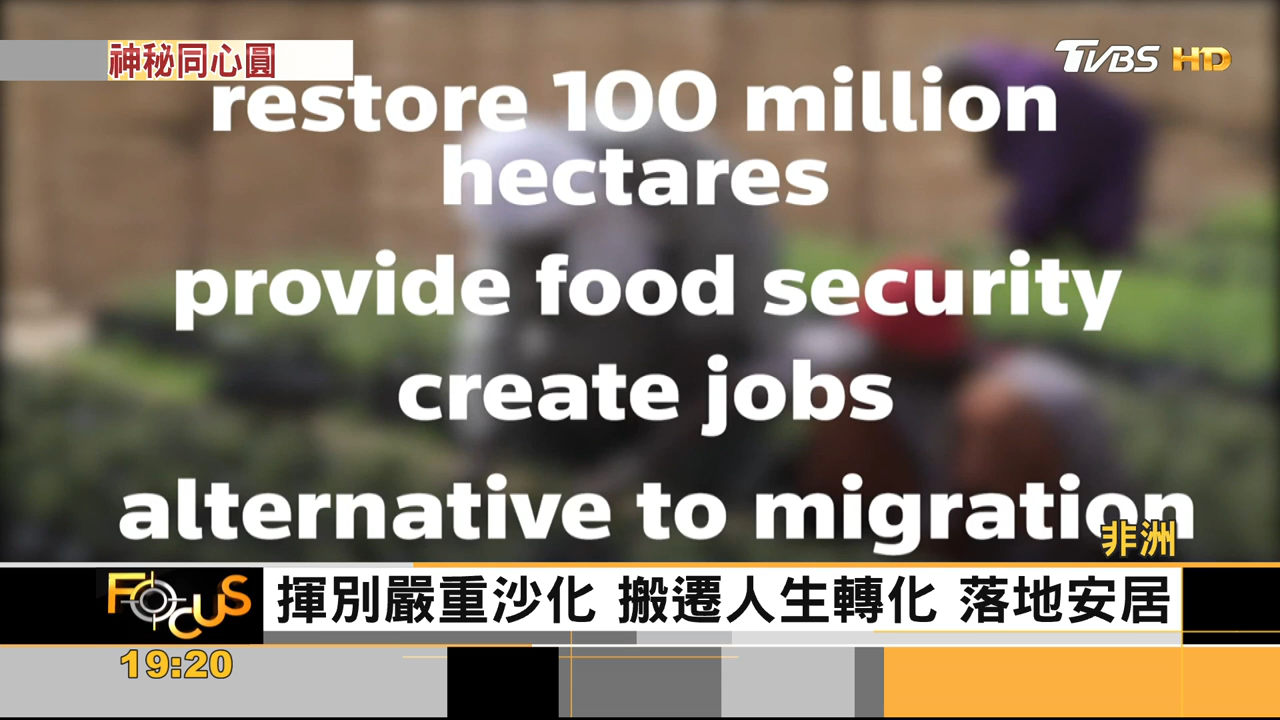 神秘同心圓
TVBS HD
restore 100 million
hectares
provide food security
create jobs
alternative to migration
非洲
FOCUS
揮別嚴重沙化 搬遷人生轉化 落地安居
19:20